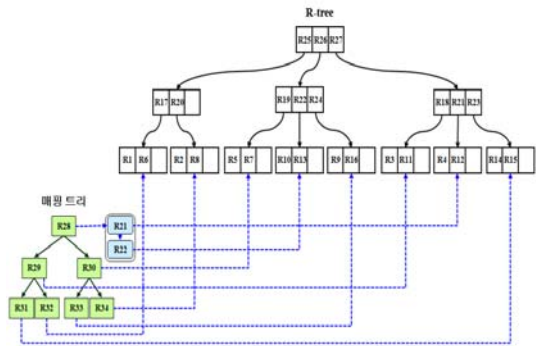 R-tree
R25 R26 R27
R17 R20
R19 R22 R24
R18 R21 R23
R1 R6
R2 R8
R5 R7
R10 R13
R9 R16
R3 R11
R4 R12
R14 R15
매핑 트리
R28
R21
R22
R29
R30
R31 R32
R33 R34